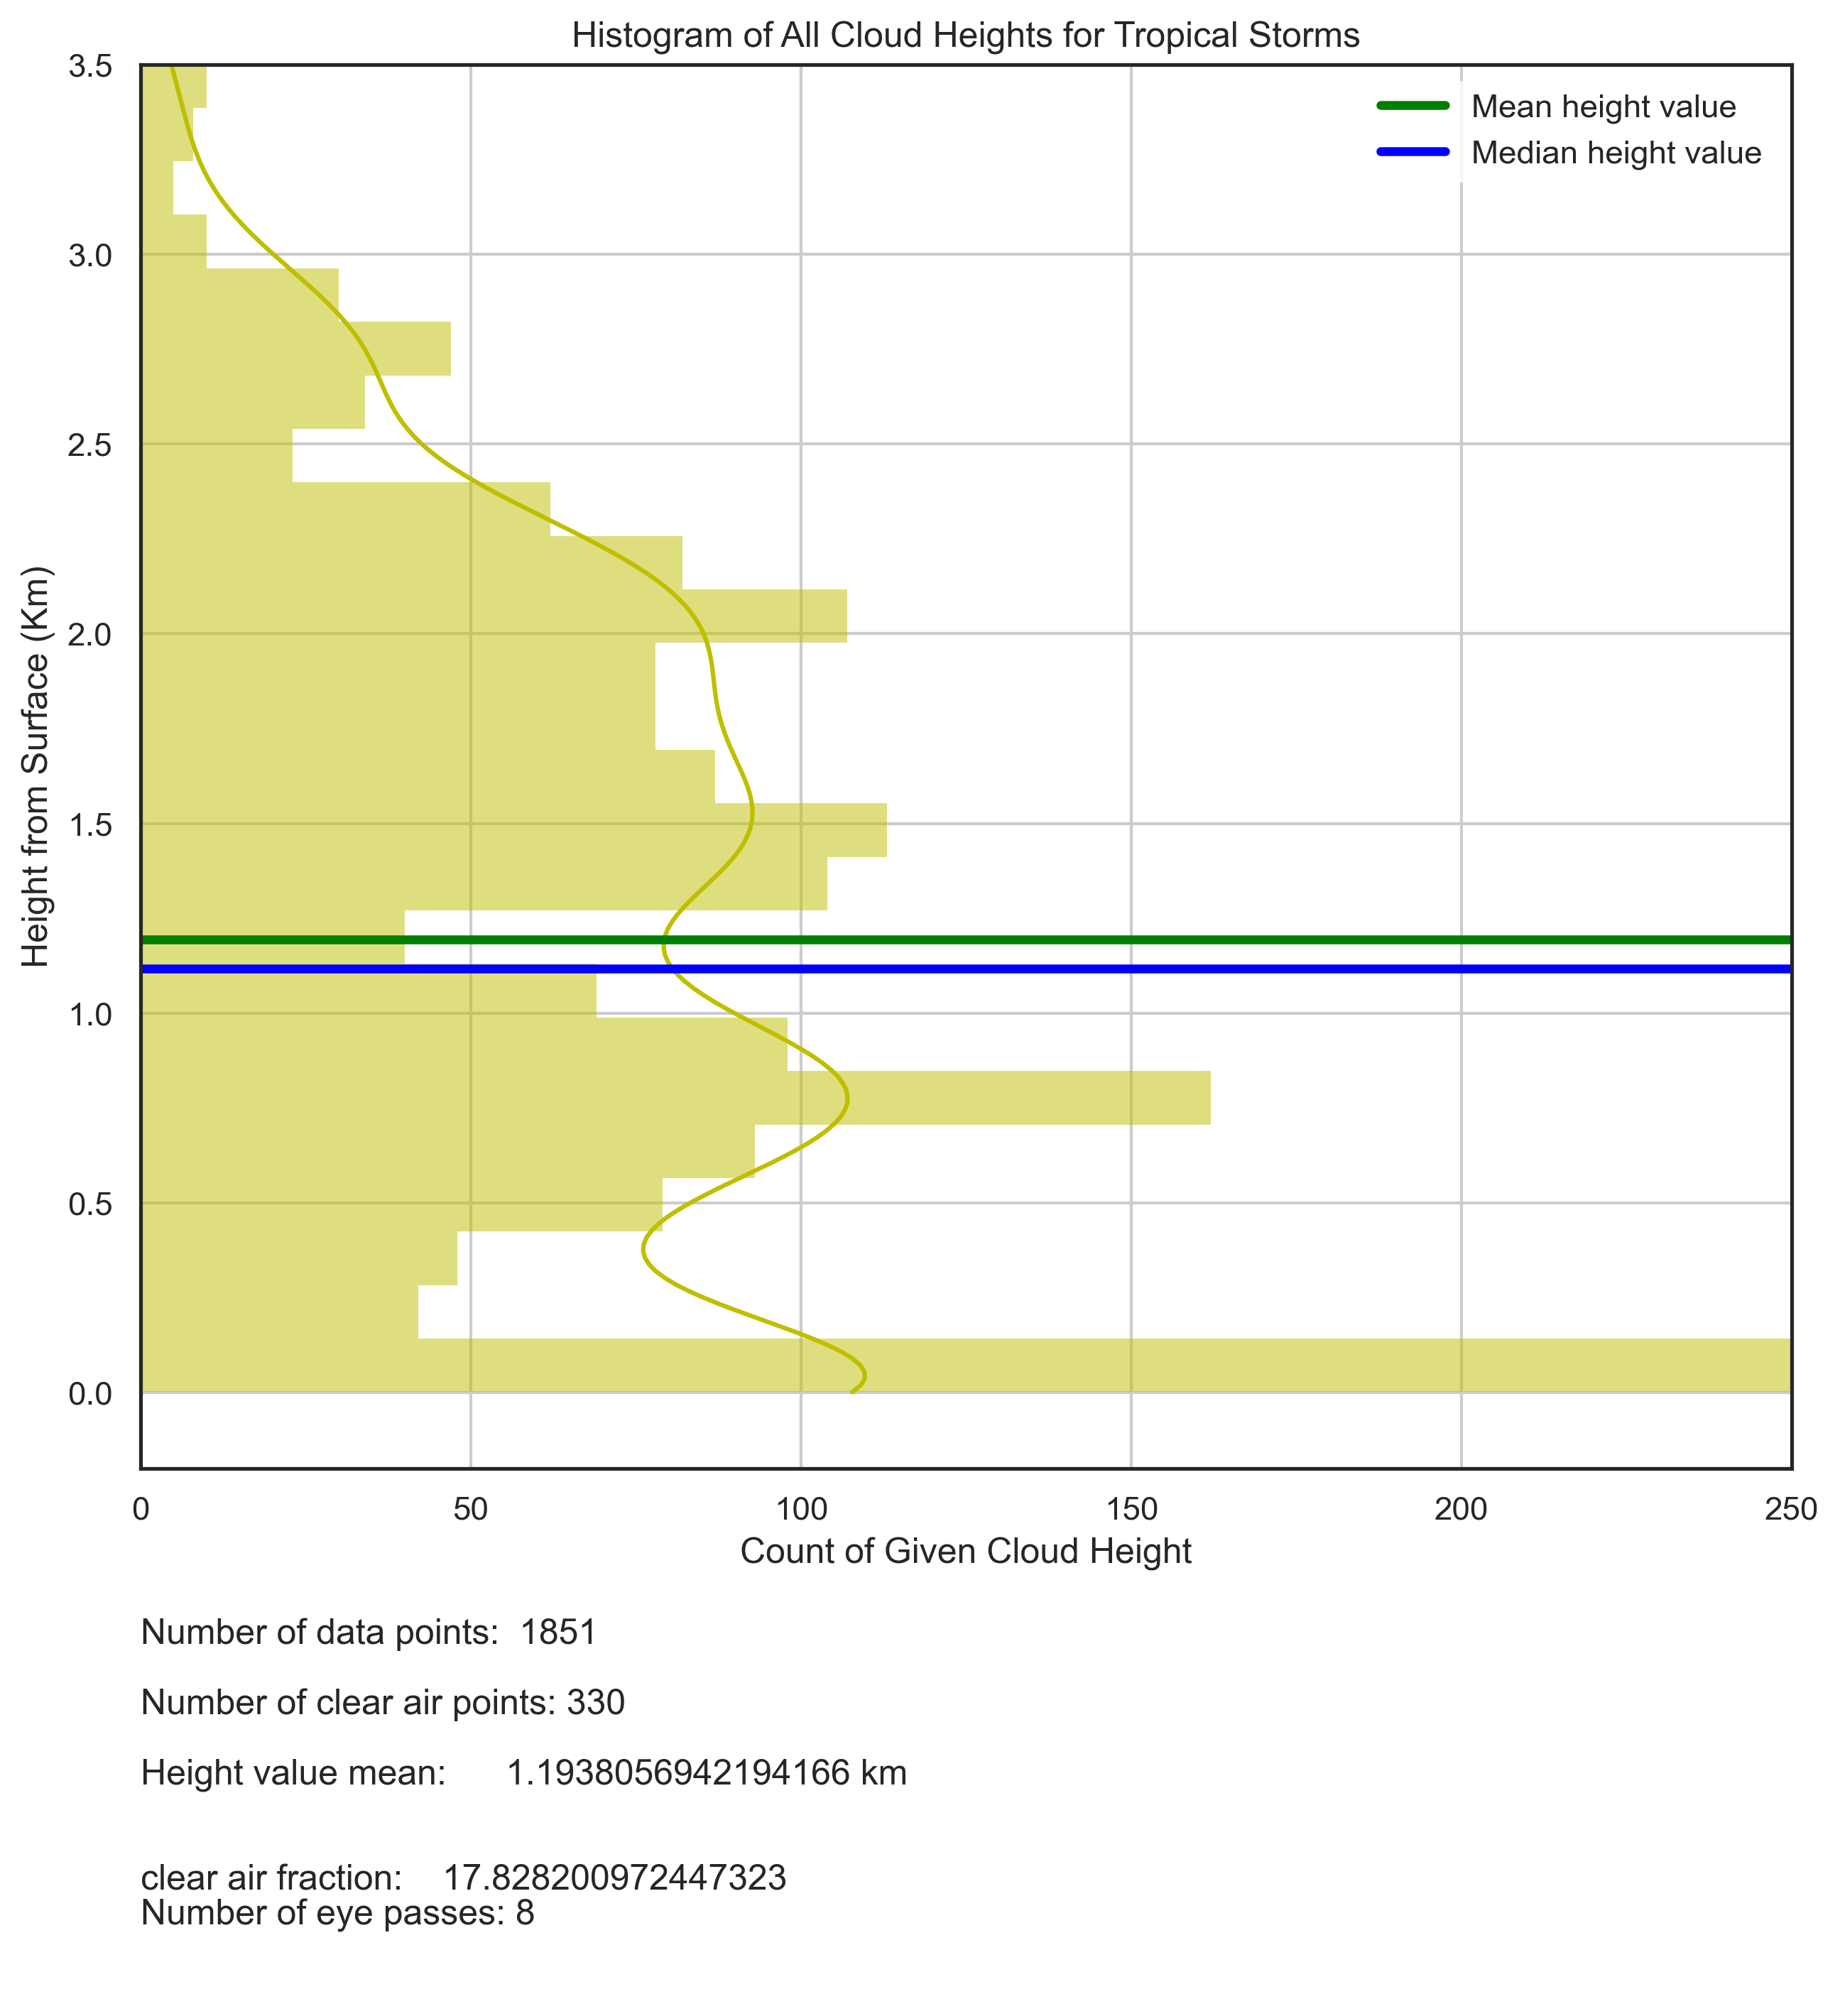 Histogram of All Cloud Heights for Tropical Storms
3.5
3.0
2.5
2.0
1.5
1.0
0.5
0.0
Height from Surface (Km)
Mean height value
Median height value
0 50 100 150 200 250
Count of Given Cloud Height
Number of data points: 1851
Number of clear air points: 330
Height value mean: 1.1938056942194166 km
clear air fraction: 17.828200972447323
Number of eye passes: 8